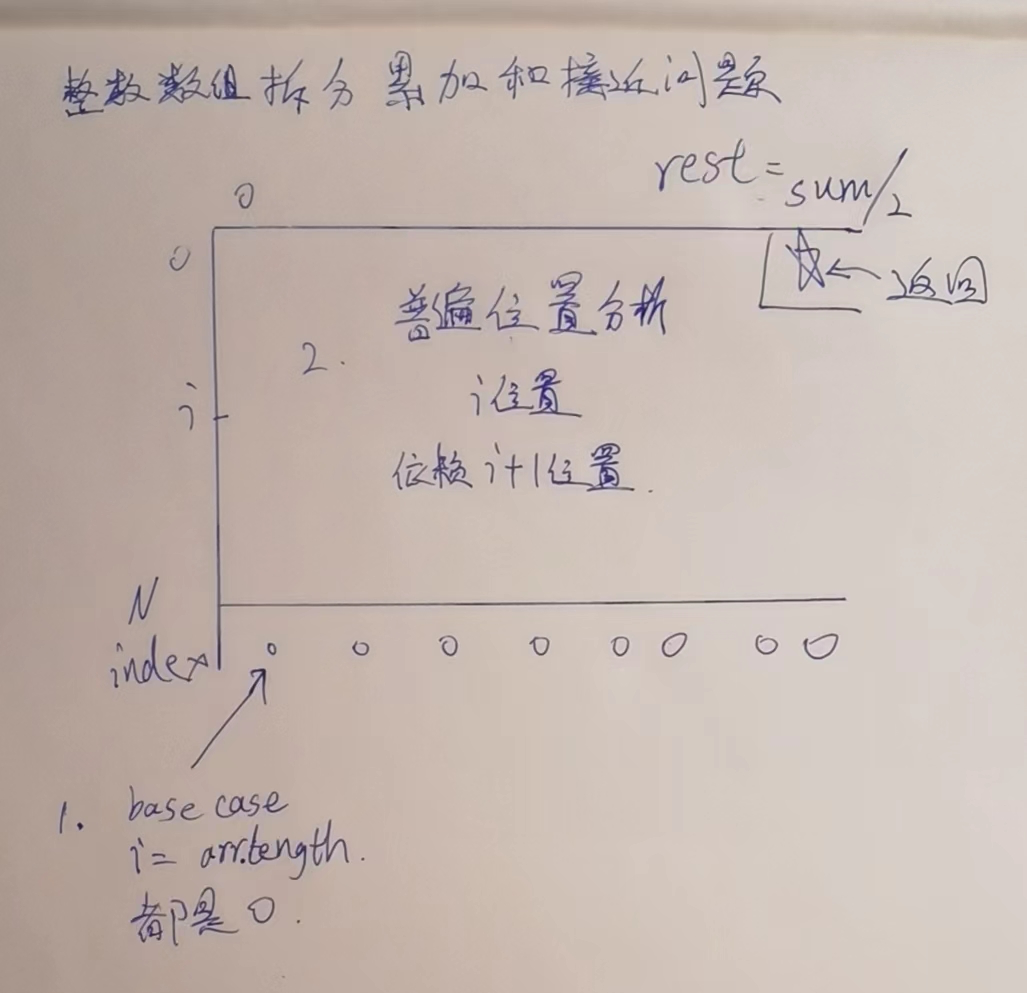 整数数组拆分累加和接近问题
rest = sum/2
0
0
返回
普遍位置分析
2.
i位置
i
依赖 i+1位置.
N
index
0 0 0 0 0 0 0 0
1. base case
i = arr.length.
都是 0.